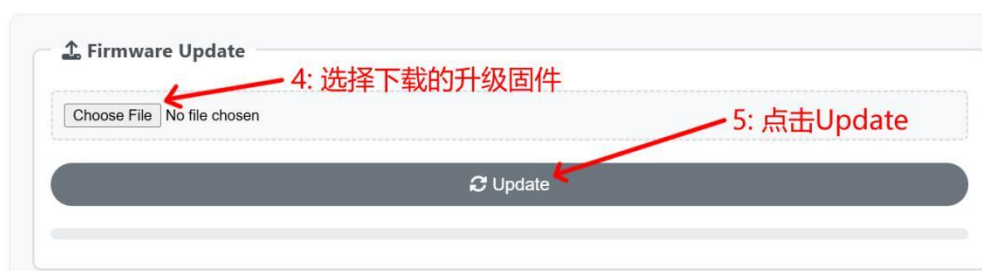 Firmware Update
4: 选择下载的升级固件
Choose File No file chosen
5: 点击Update
Update